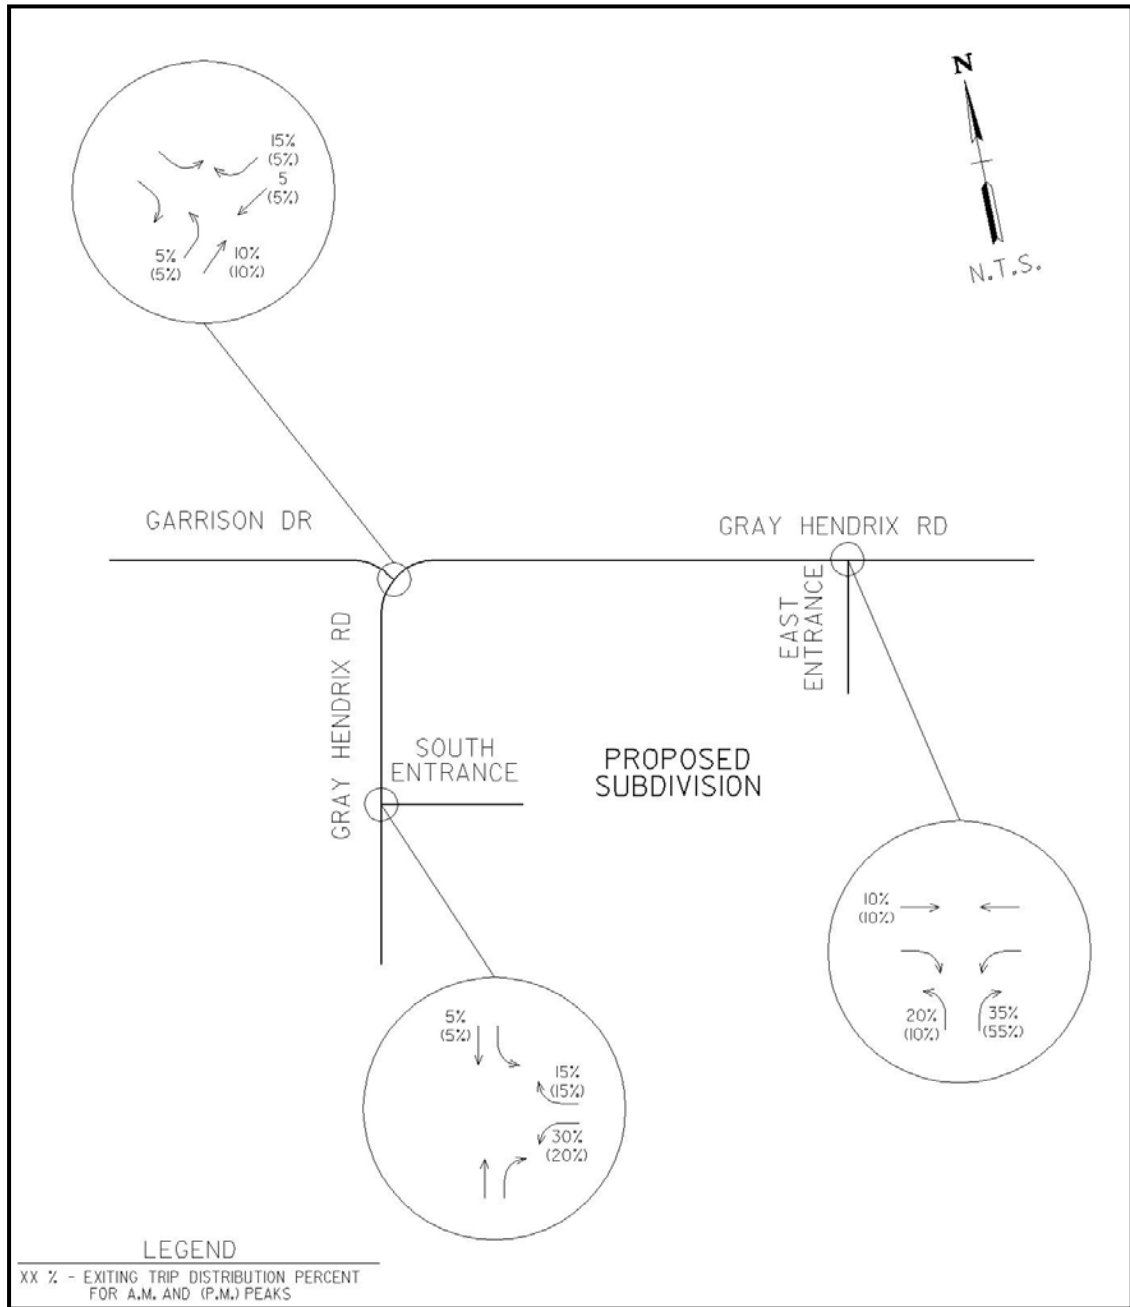 N
N.T.S.
15%
(5%)
5
(5%)
5%
(5%)
10%
(10%)
GARRISON DR
GRAY HENDRIX RD
EAST
ENTRANCE
GRAY HENDRIX RD
SOUTH
ENTRANCE
PROPOSED
SUBDIVISION
10%
(10%)
20%
(10%)
35%
(55%)
5%
(5%)
15%
(15%)
30%
(20%)
LEGEND
XX % - EXITING TRIP DISTRIBUTION PERCENT
FOR A.M. AND (P.M.) PEAKS